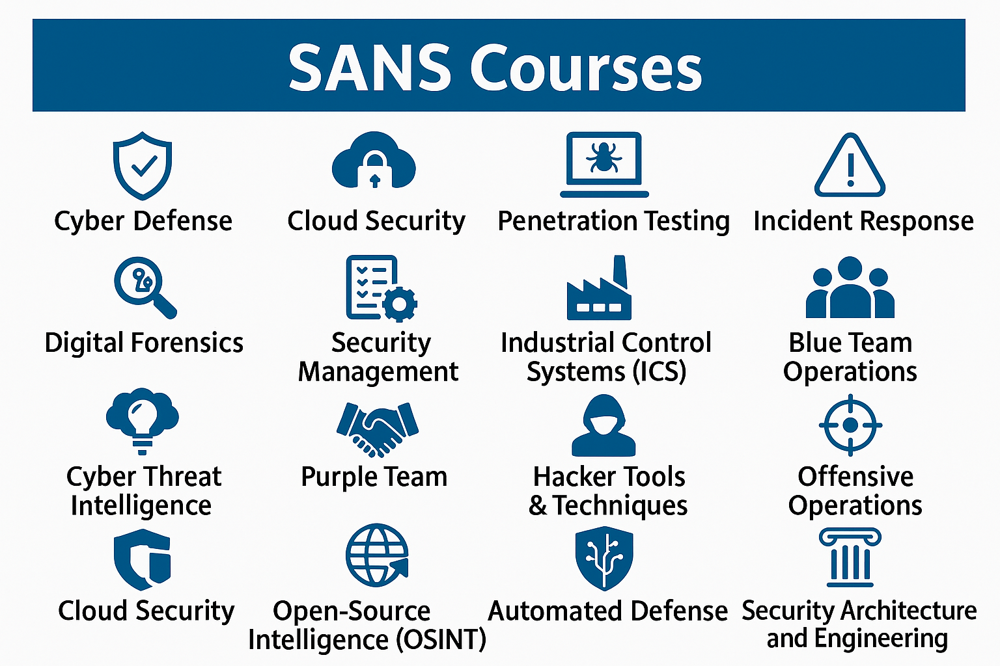 SANS Courses
Cyber Defense
Cloud Security
Penetration Testing
Incident Response
Digital Forensics
Security
Management
Industrial Control
Systems (ICS)
Blue Team
Operations
Cyber Threat
Intelligence
Purple Team
Hacker Tools
& Techniques
Offensive
Operations
Cloud Security
Open-Source
Intelligence (OSINT)
Automated Defense
Security Architecture
and Engineering